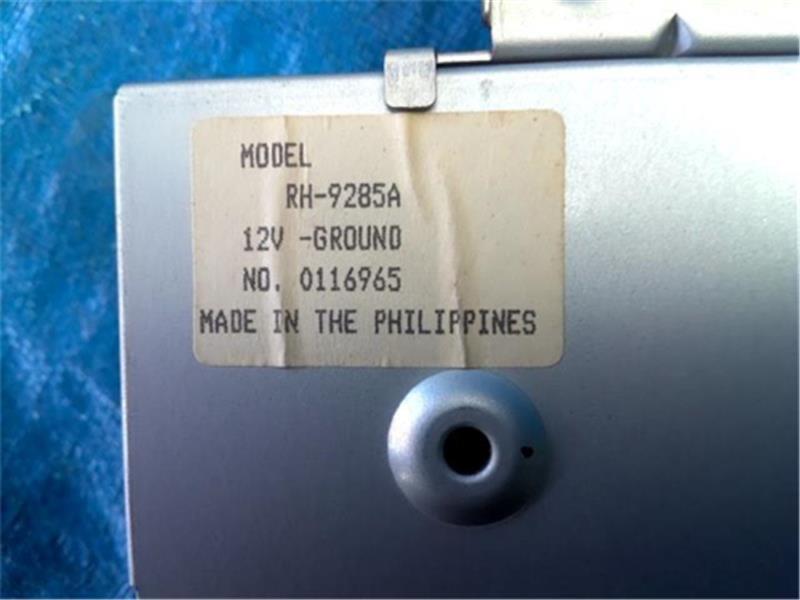 MODEL
RH-9285A
12V -GROUND
NO. 0116965
MADE IN THE PHILIPPINES